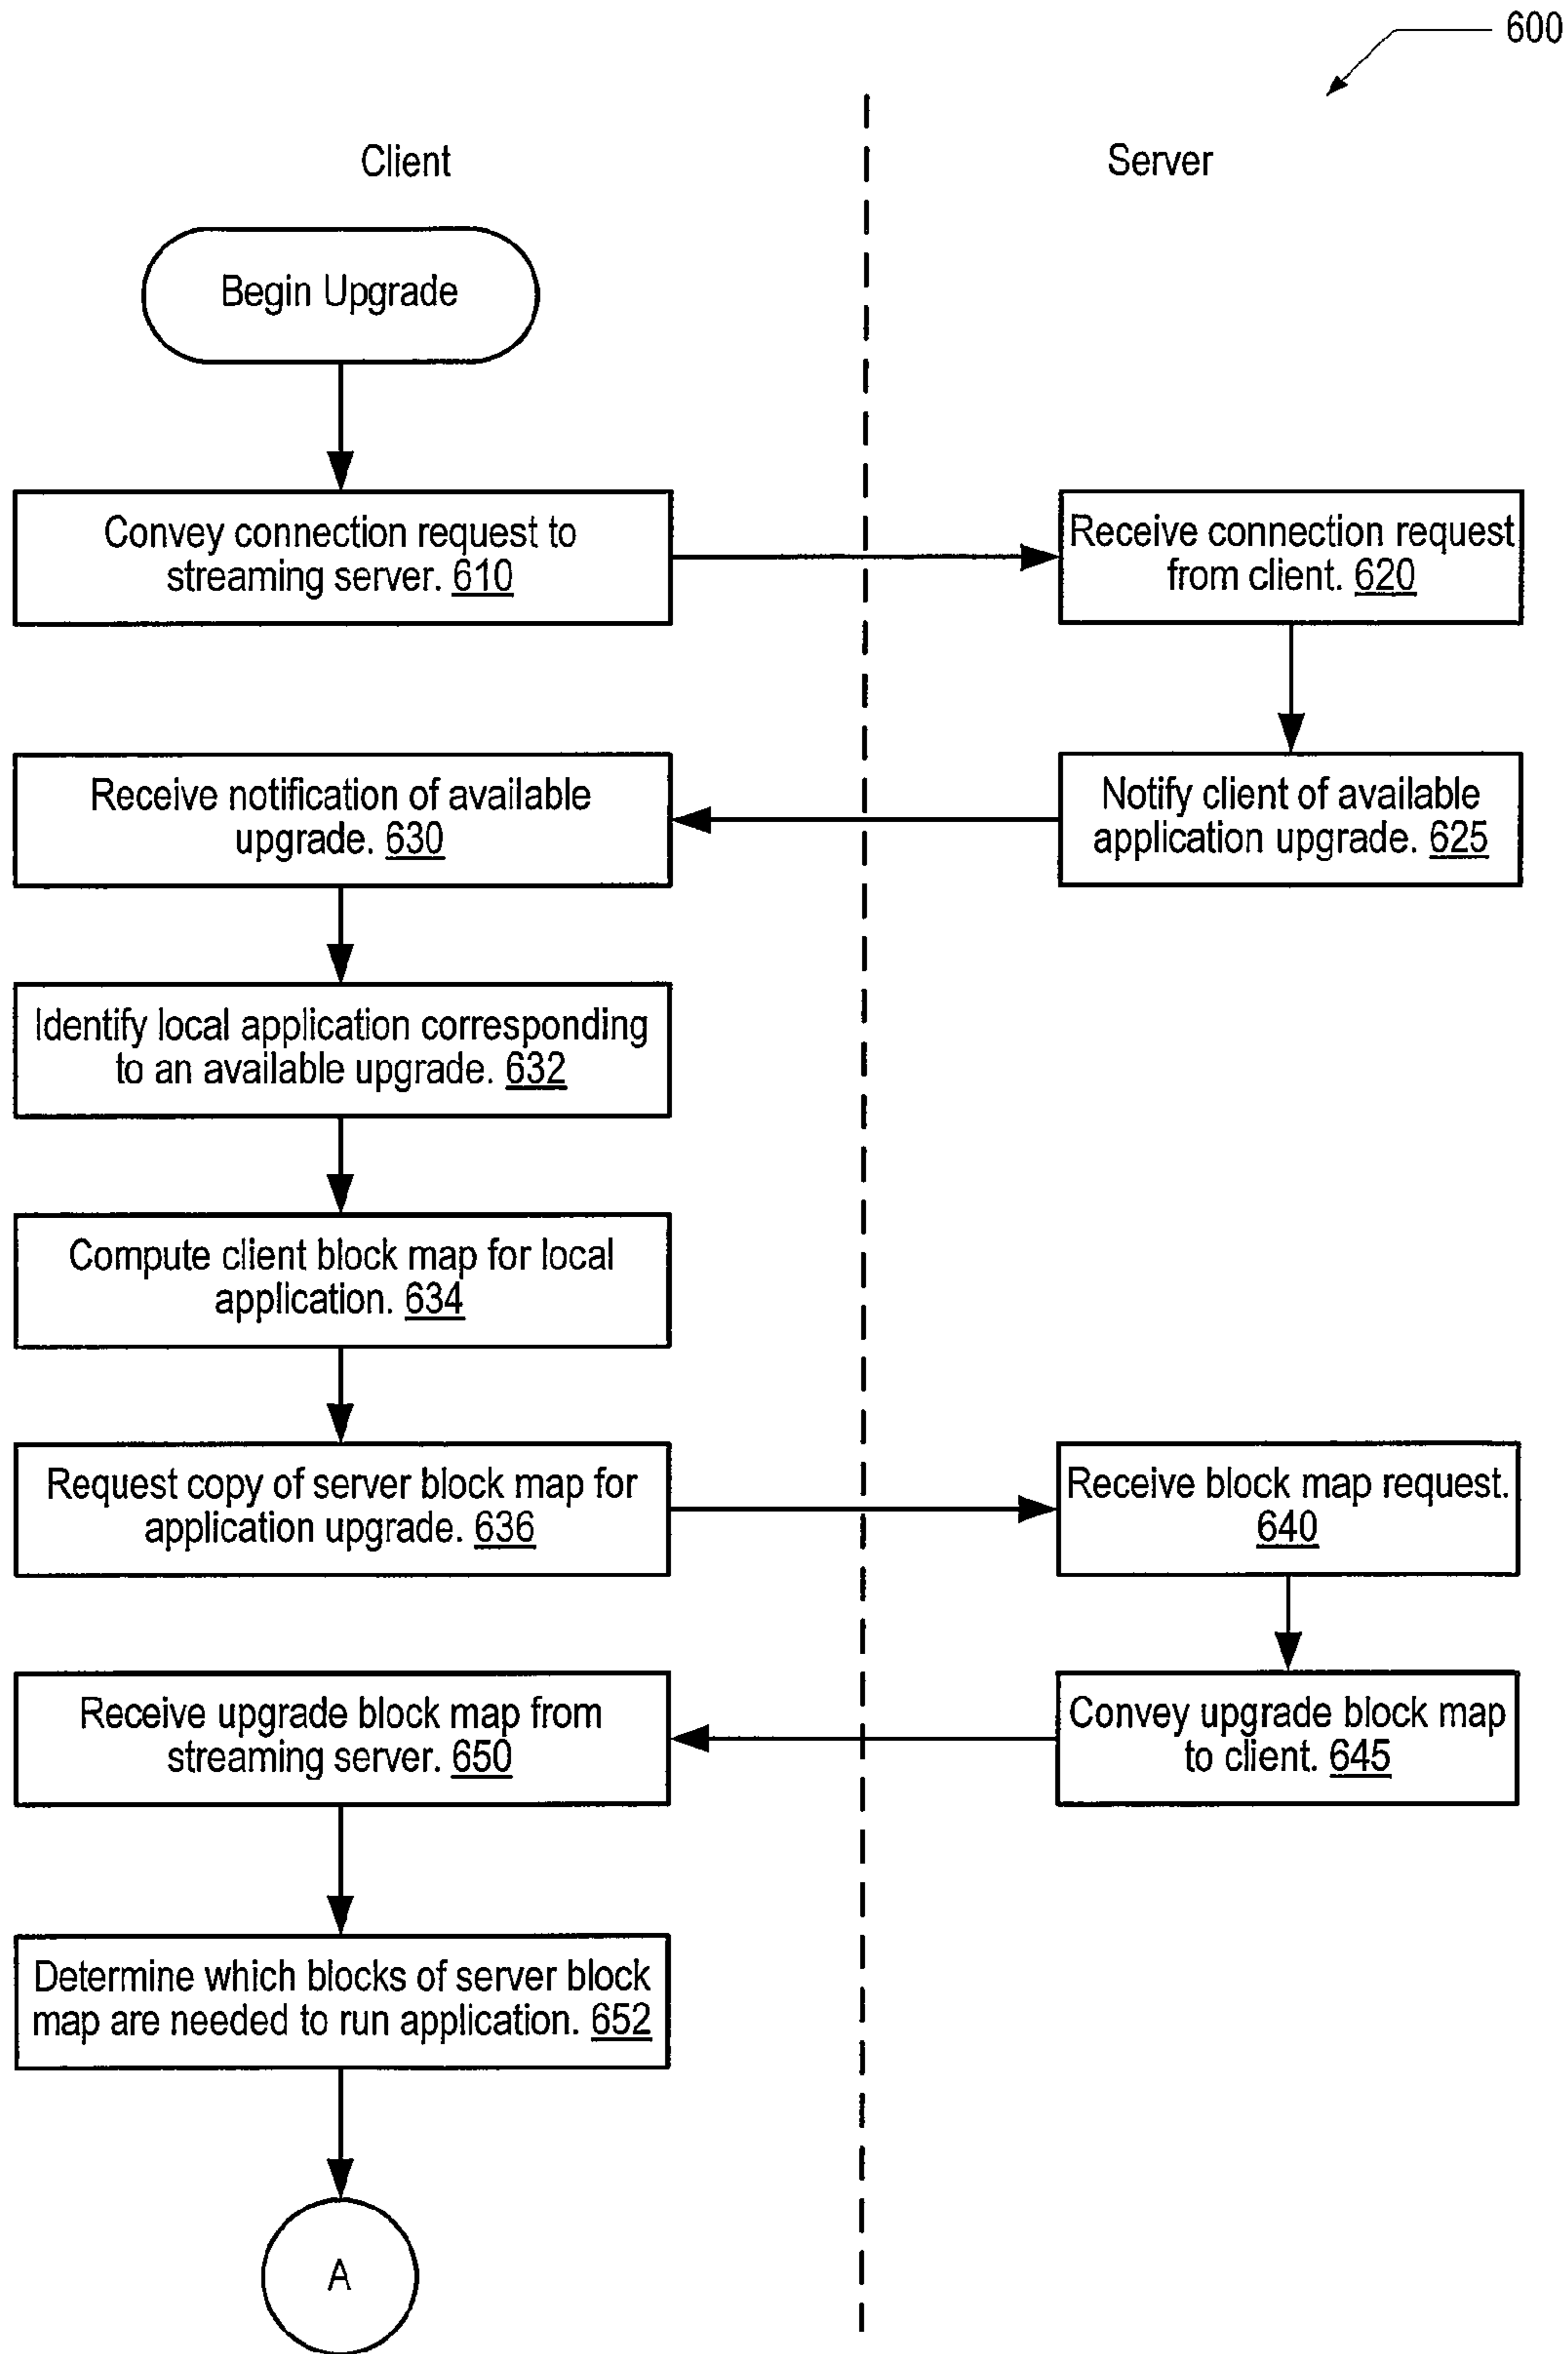 600
Client
Server
Begin Upgrade
Convey connection request to
streaming server. 610
Receive connection request
from client. 620
Receive notification of available
upgrade. 630
Notify client of available
application upgrade. 625
Identify local application corresponding
to an available upgrade. 632
Compute client block map for local
application. 634
Request copy of server block map for
application upgrade. 636
Receive block map request.
640
Receive upgrade block map from
streaming server. 650
Convey upgrade block map
to client. 645
Determine which blocks of server block
map are needed to run application. 652
A